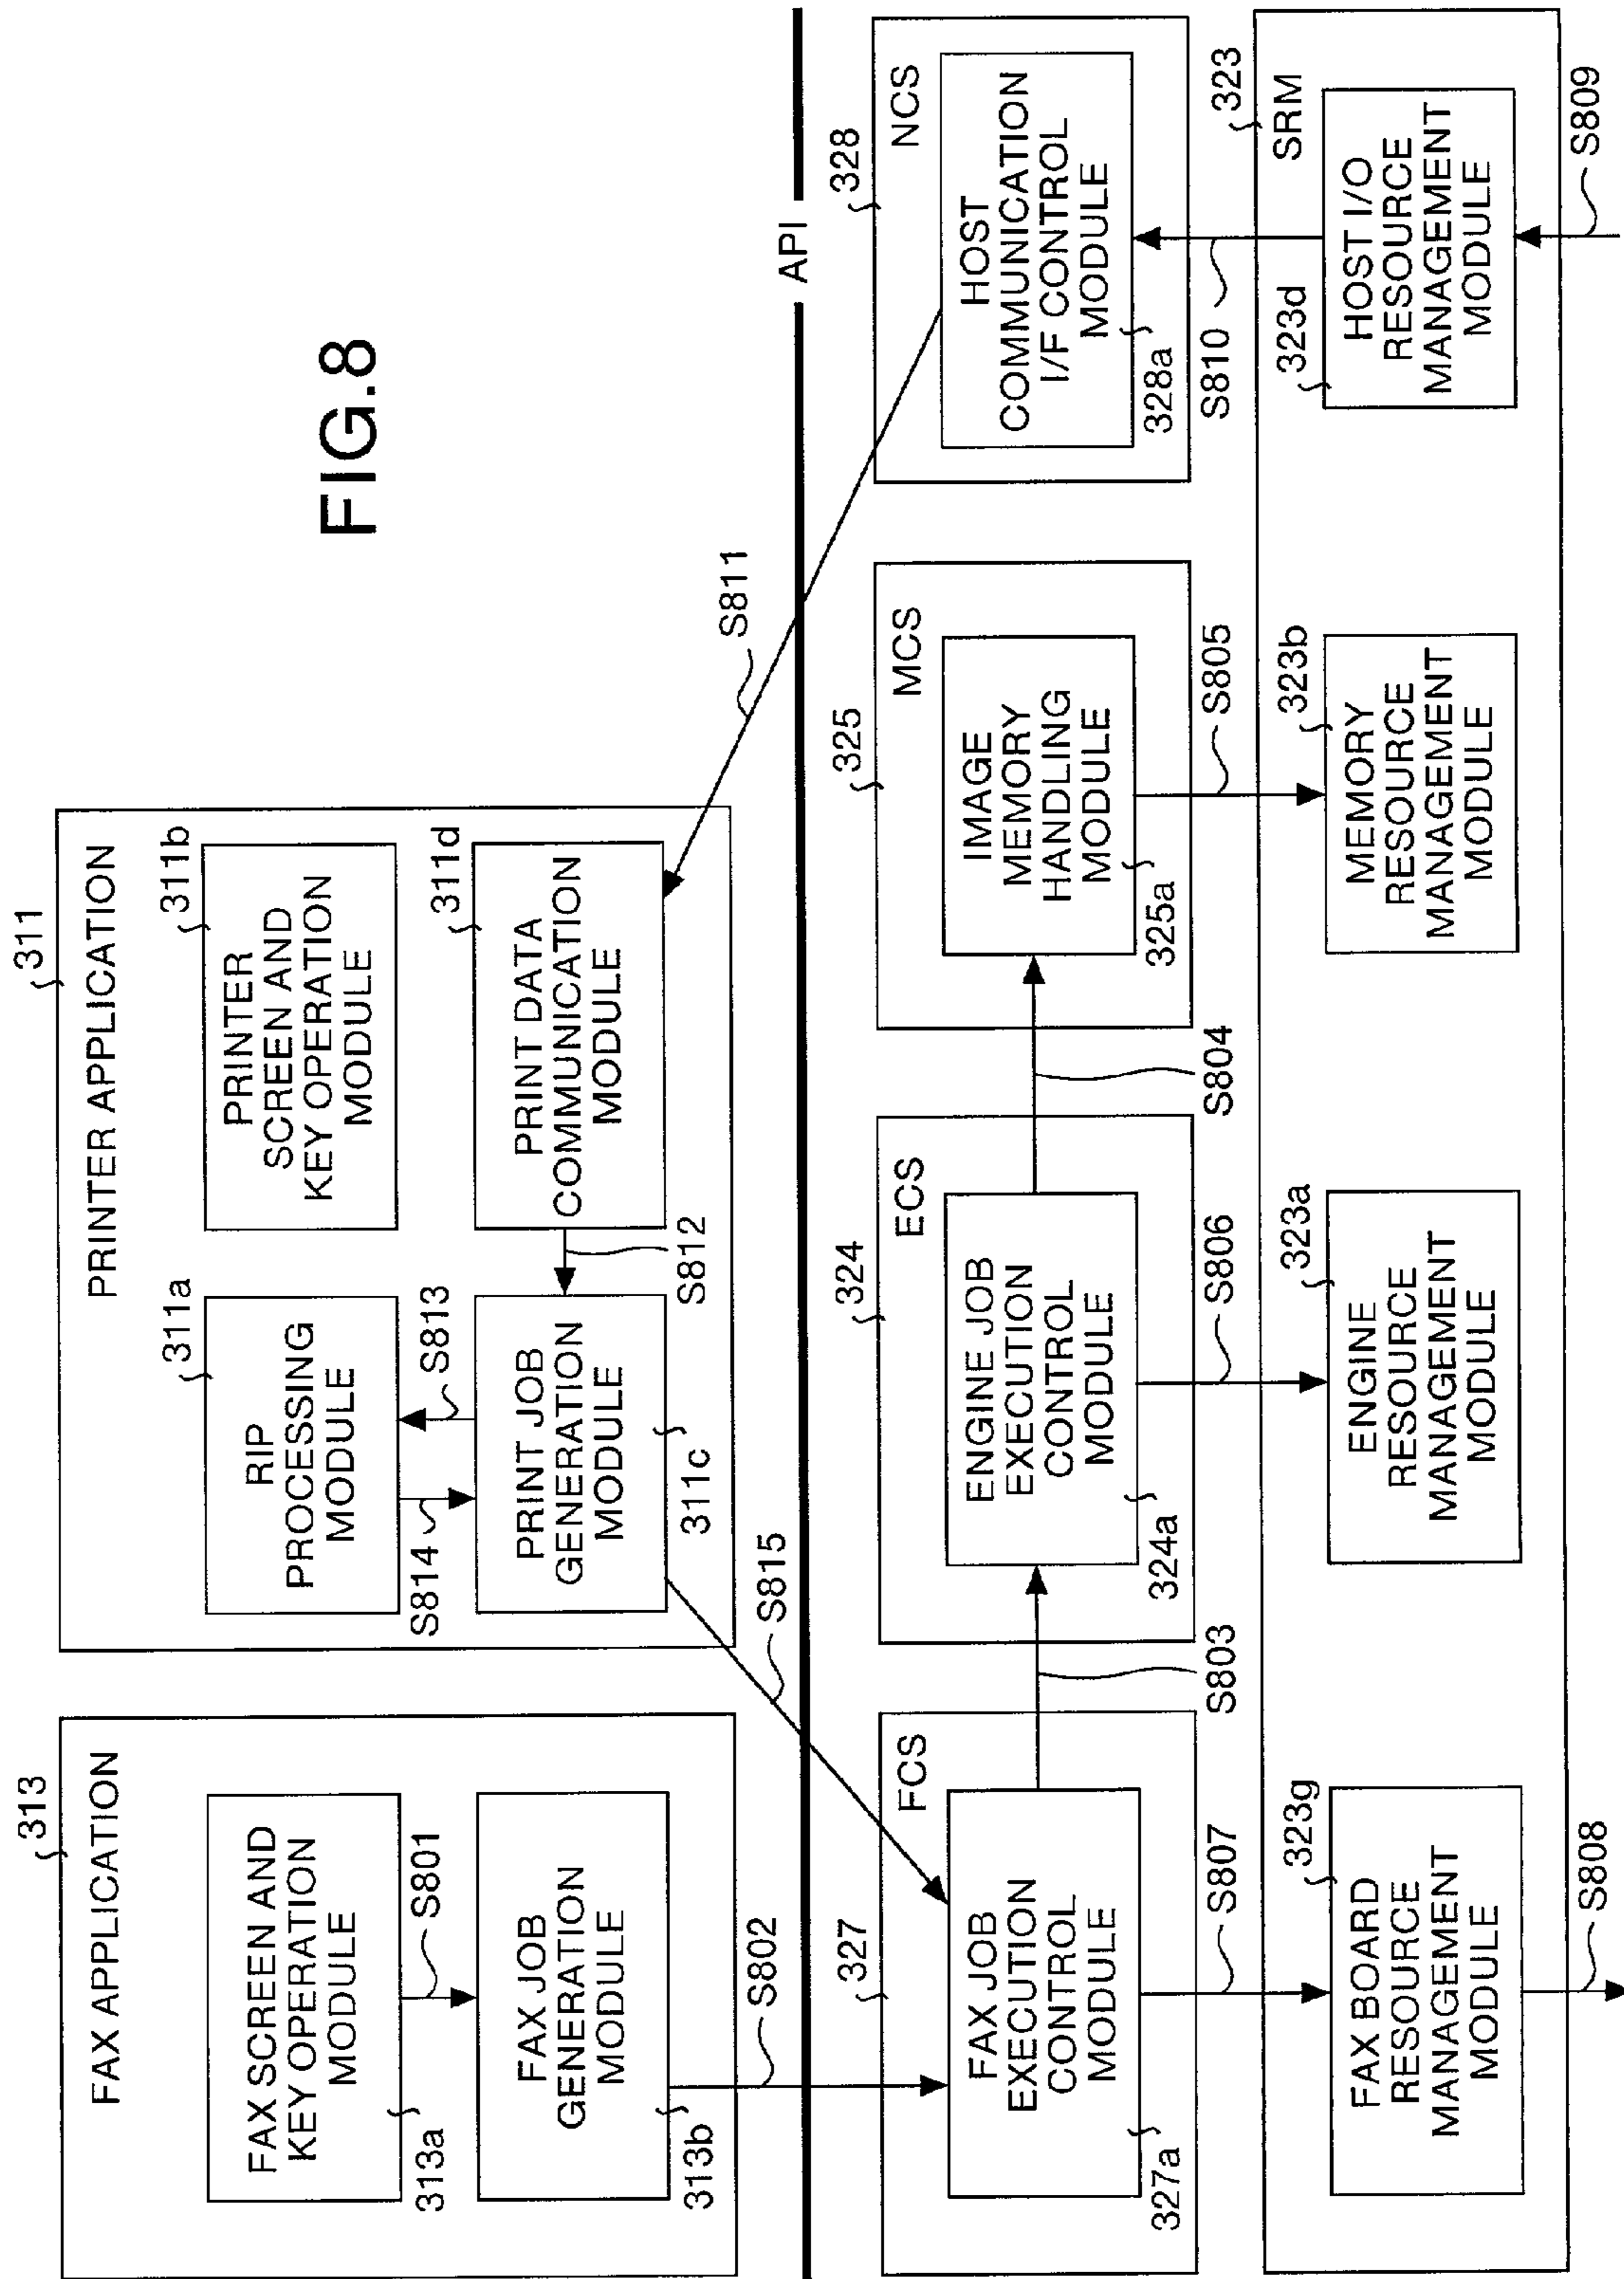 FIG.8
313
FAX APPLICATION
FAX SCREEN AND
KEY OPERATION
MODULE
313a
S801
FAX JOB
GENERATION
MODULE
313b
S802
311
PRINTER APPLICATION
311a
RIP
PROCESSING
MODULE
S814
S813
PRINT JOB
GENERATION
MODULE
311c
S815
311b
PRINTER
SCREEN AND
KEY OPERATION
MODULE
311d
PRINT DATA
COMMUNICATION
MODULE
S812
S811
API
327
FCS
FAX JOB
EXECUTION
CONTROL
MODULE
327a
S807
S803
324
ECS
ENGINE JOB
EXECUTION
CONTROL
MODULE
324a
S806
S804
325
MCS
IMAGE
MEMORY
HANDLING
MODULE
325a
S805
328
NCS
HOST
COMMUNICATION
I/F CONTROL
MODULE
328a
S810
323
SRM
323g
FAX BOARD
RESOURCE
MANAGEMENT
MODULE
S808
323a
ENGINE
RESOURCE
MANAGEMENT
MODULE
323b
MEMORY
RESOURCE
MANAGEMENT
MODULE
323d
HOST I/O
RESOURCE
MANAGEMENT
MODULE
S809